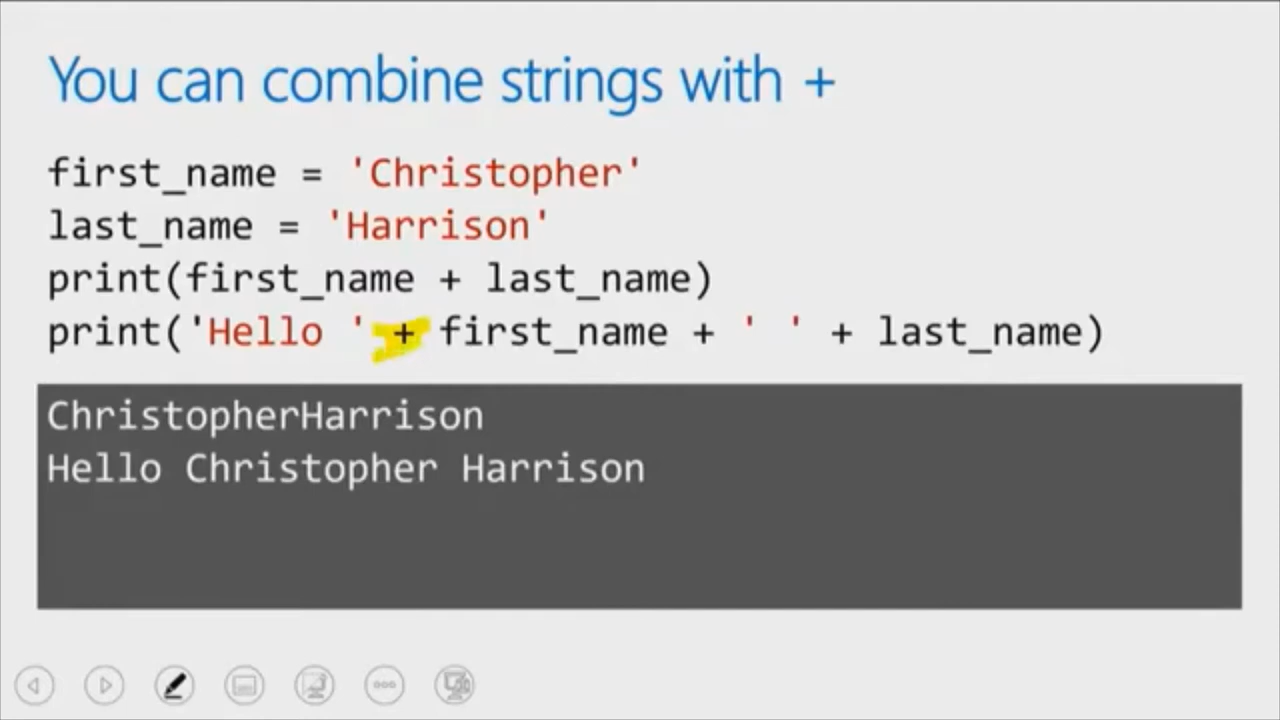 You can combine strings with +
first_name = 'Christopher'
last_name = 'Harrison'
print(first_name + last_name)
print('Hello ' + first_name + ' ' + last_name)
ChristopherHarrison
Hello Christopher Harrison